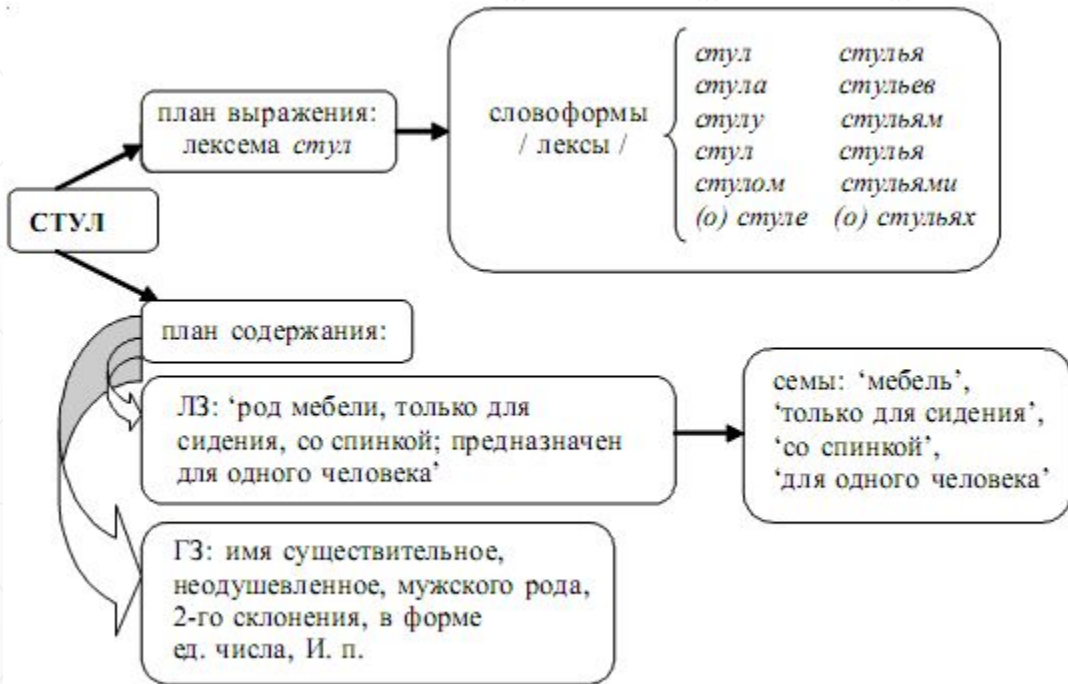 план выражения:
лексема стул
словоформы
/ лексы /
стул стулья
стула стульев
стулу стульям
стул стулья
стулом стульями
(о) стуле (о) стульях
СТУЛ
план содержания:
ЛЗ: ‘род мебели, только для
сидения, со спинкой; предназначен
для одного человека’
семы: ‘мебель’,
‘только для сидения’,
‘со спинкой’,
‘для одного человека’
ГЗ: имя существительное,
неодушевленное, мужского рода,
2-го склонения, в форме
ед. числа, И. п.